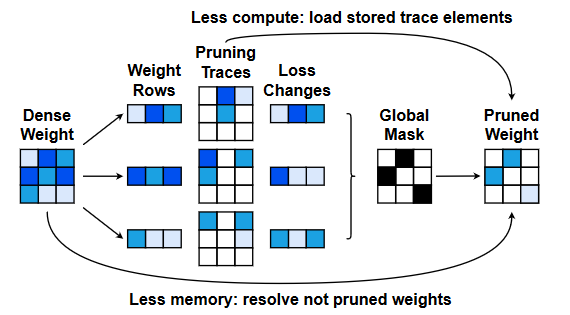 Less compute: load stored trace elements
Pruning
Traces
Weight
Rows
Loss
Changes
Dense
Weight
Global
Mask
Pruned
Weight
Less memory: resolve not pruned weights